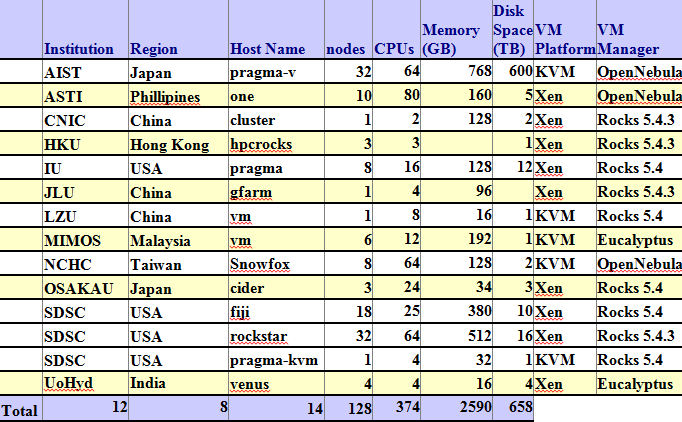 Institution Region Host Name nodes CPUs Memory (GB) Disk Space (TB) VM Platform VM Manager
AIST Japan pragma-v 32 64 768 600 KVM OpenNebula
ASTI Phillipines one 10 80 160 5 Xen OpenNebula
CNIC China cluster 1 2 128 2 Xen Rocks 5.4.3
HKU Hong Kong hpcrocks 3 3 1 Xen Rocks 5.4.3
IU USA pragma 8 16 128 12 Xen Rocks 5.4
JLU China gfarm 1 4 96 Xen Rocks 5.4.3
LZU China vm 1 8 16 1 KVM Rocks 5.4
MIMOS Malaysia vm 6 12 192 1 KVM Eucalyptus
NCHC Taiwan Snowfox 8 64 128 2 KVM OpenNebula
OSAKAU Japan cider 3 24 34 3 Xen Rocks 5.4
SDSC USA fiji 18 25 380 10 Xen Rocks 5.4
SDSC USA rockstar 32 64 512 16 Xen Rocks 5.4.3
SDSC USA pragma-kvm 1 4 32 1 KVM Rocks 5.4
UoHyd India venus 4 4 16 4 Xen Eucalyptus
Total 12 8 14 128 374 2590 658